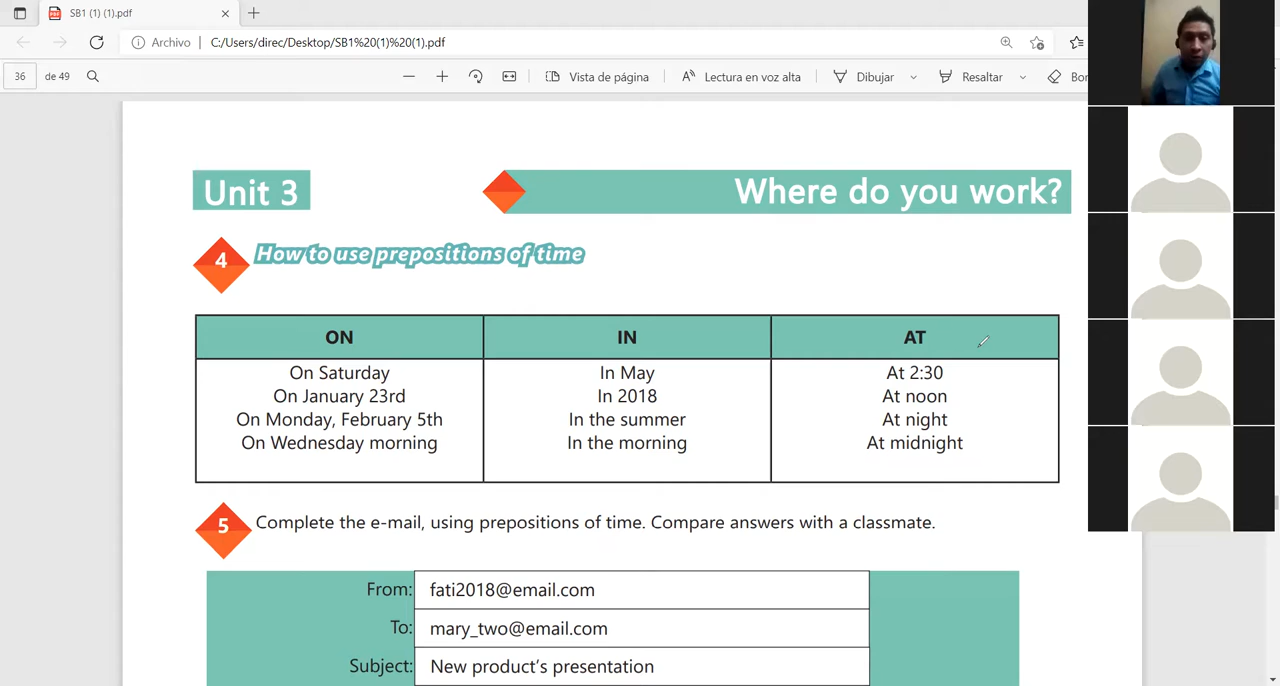 SB1 (1) (1).pdf
Archivo
C:/Users/direc/Desktop/SB1%20(1)%20(1).pdf
36
de 49
Vista de página
Lectura en voz alta
Dibujar
Resaltar
Bor
Unit 3
Where do you work?
4
How to use prepositions of time
ON
IN
AT
On Saturday
In May
At 2:30
On January 23rd
In 2018
At noon
On Monday, February 5th
In the summer
At night
On Wednesday morning
In the morning
At midnight
5
Complete the e-mail, using prepositions of time. Compare answers with a classmate.
From:
fati2018@email.com
To:
mary_two@email.com
Subject:
New product's presentation